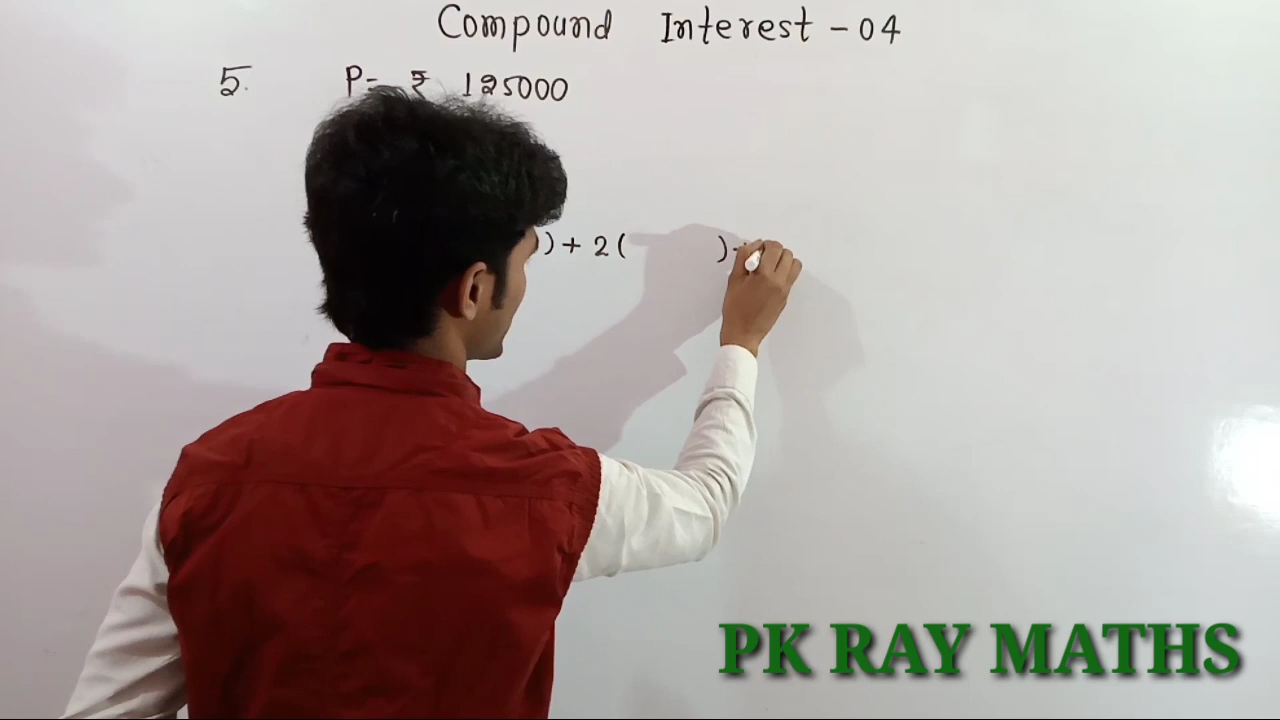 Compound Interest - 04
5. P= ₹ 125000
) + 2 ( )
PK RAY MATHS